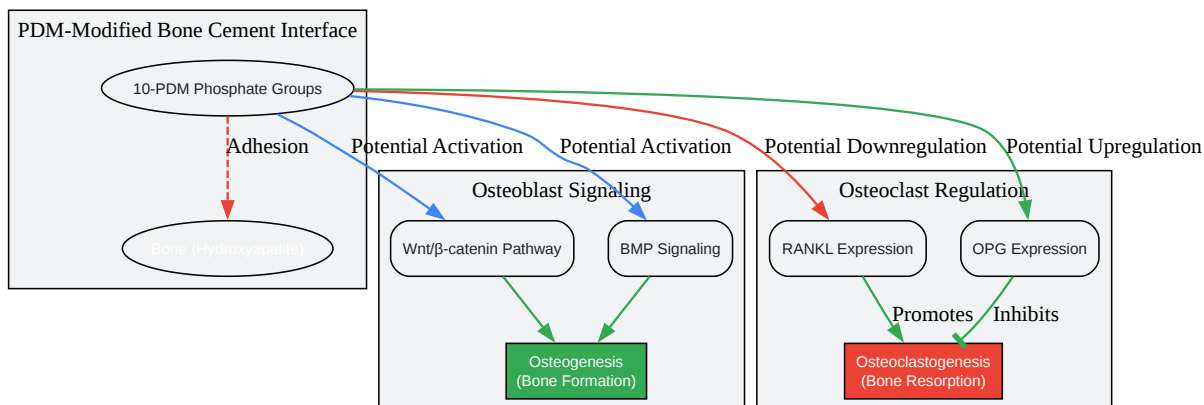 PDM-Modified Bone Cement Interface
10-PDM Phosphate Groups
Adhesion
Potential Activation
Potential Activation
Potential Downregulation
Potential Upregulation
Bone (Hydroxyapatite)
Osteoblast Signaling
Wnt/β-catenin Pathway
BMP Signaling
Osteogenesis
(Bone Formation)
Osteoclast Regulation
RANKL Expression
OPG Expression
Promotes
Inhibits
Osteoclastogenesis
(Bone Resorption)